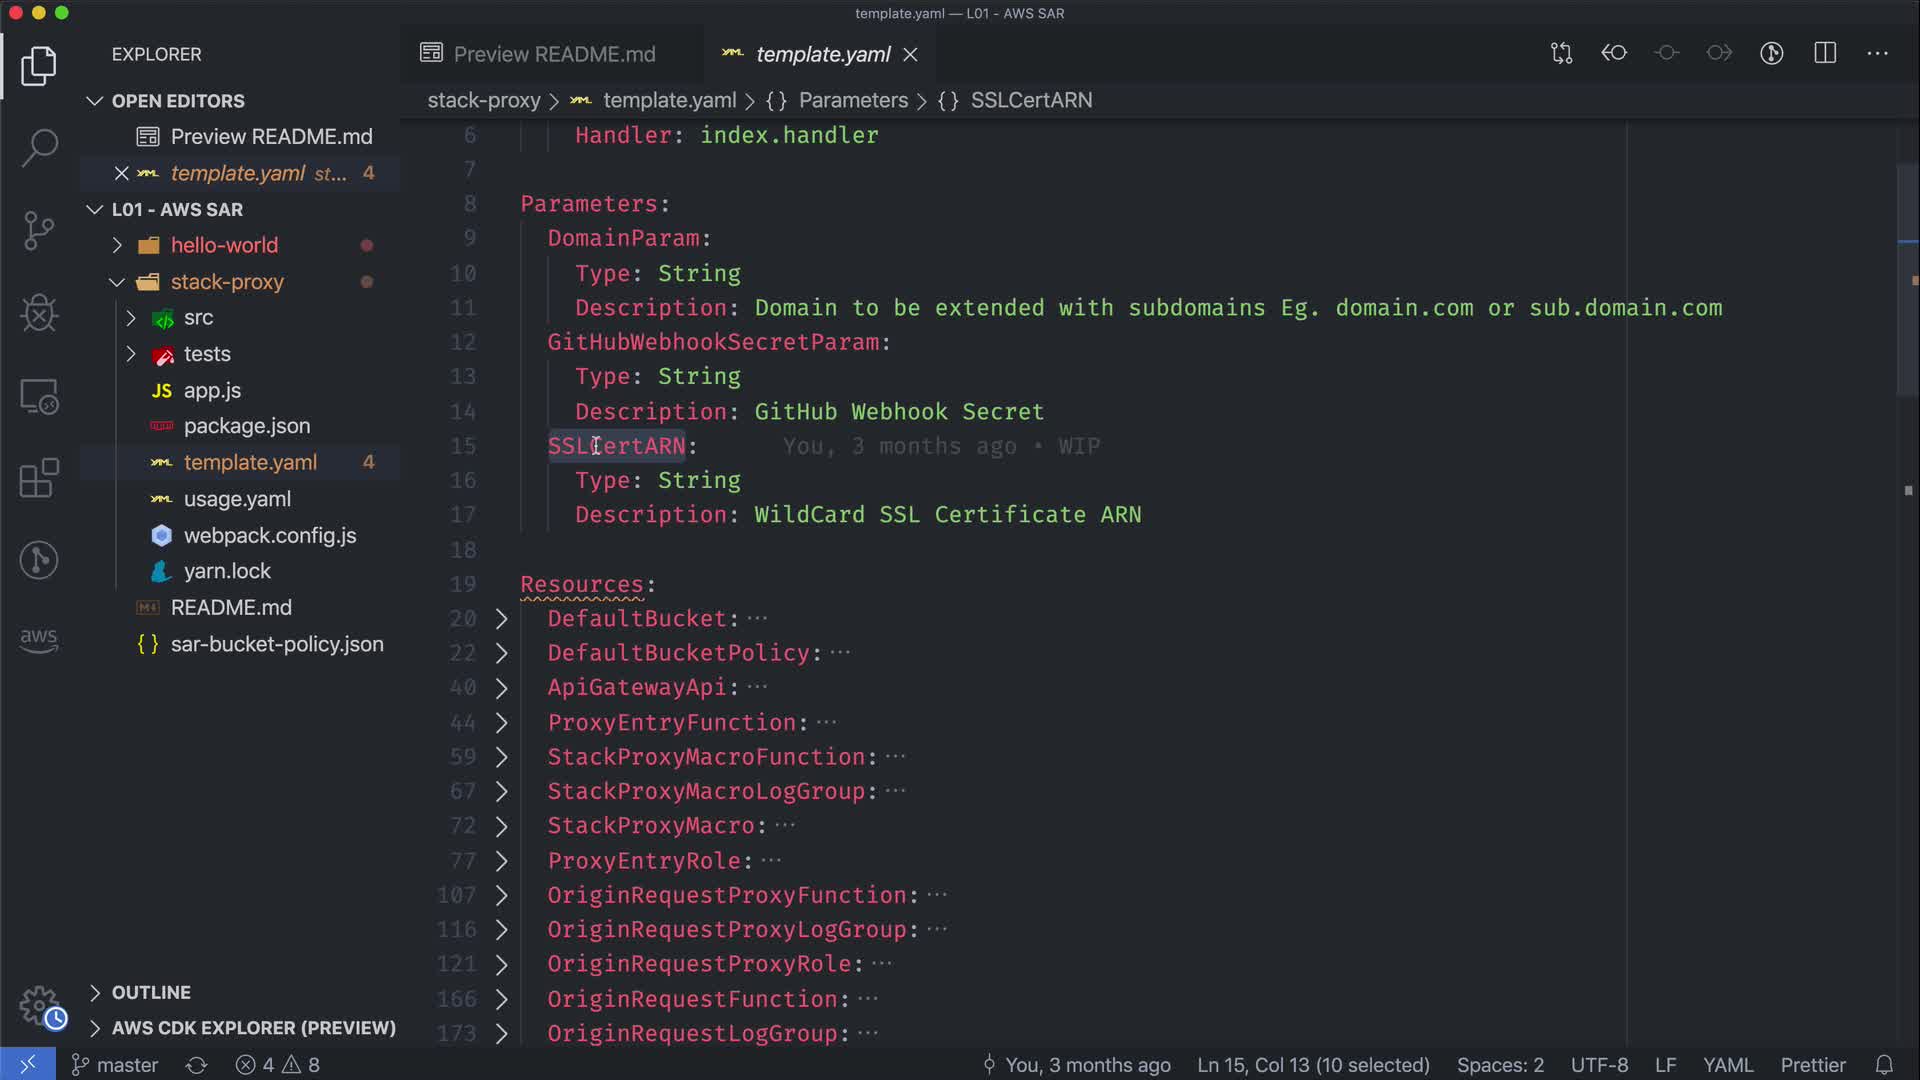 template.yaml — L01 - AWS SAR
EXPLORER
Preview README.md
template.yaml
OPEN EDITORS
stack-proxy > template.yaml > {} Parameters > {} SSLCertARN
Preview README.md
template.yaml st... 4
L01 - AWS SAR
hello-world
stack-proxy
src
tests
JS app.js
package.json
template.yaml 4
usage.yaml
webpack.config.js
yarn.lock
README.md
{ } sar-bucket-policy.json
aws
OUTLINE
AWS CDK EXPLORER (PREVIEW)
6 Handler: index.handler
7
8 Parameters:
9 DomainParam:
10 Type: String
11 Description: Domain to be extended with subdomains Eg. domain.com or sub.domain.com
12 GitHubWebhookSecretParam:
13 Type: String
14 Description: GitHub Webhook Secret
15 SSLCertARN: You, 3 months ago • WIP
16 Type: String
17 Description: WildCard SSL Certificate ARN
18
19 Resources:
20 DefaultBucket: ...
22 DefaultBucketPolicy: ...
40 ApiGatewayApi: ...
44 ProxyEntryFunction: ...
59 StackProxyMacroFunction: ...
67 StackProxyMacroLogGroup: ...
72 StackProxyMacro: ...
77 ProxyEntryRole: ...
107 OriginRequestProxyFunction: ...
116 OriginRequestProxyLogGroup: ...
121 OriginRequestProxyRole: ...
166 OriginRequestFunction: ...
173 OriginRequestLogGroup: ...
master 4 8 You, 3 months ago Ln 15, Col 13 (10 selected) Spaces: 2 UTF-8 LF YAML Prettier